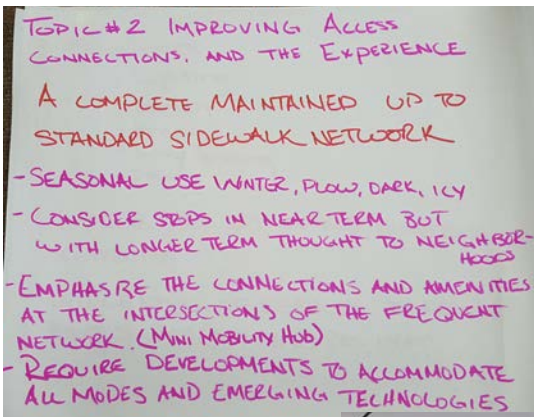 TOPIC #2 IMPROVING ACCESS
CONNECTIONS, AND THE EXPERIENCE
A COMPLETE MAINTAINED UP TO
STANDARD SIDEWALK NETWORK
- SEASONAL USE WINTER, PLOW, DARK, ICY
- CONSIDER STOPS IN NEAR TERM BUT
WITH LONGER TERM THOUGHT TO NEIGHBOR-
HOODS
- EMPHASIZE THE CONNECTIONS AND AMENITIES
AT THE INTERSECTIONS OF THE FREQUENT
NETWORK. (MINI MOBILITY HUB)
- REQUIRE DEVELOPMENTS TO ACCOMMODATE
ALL MODES AND EMERGING TECHNOLOGIES